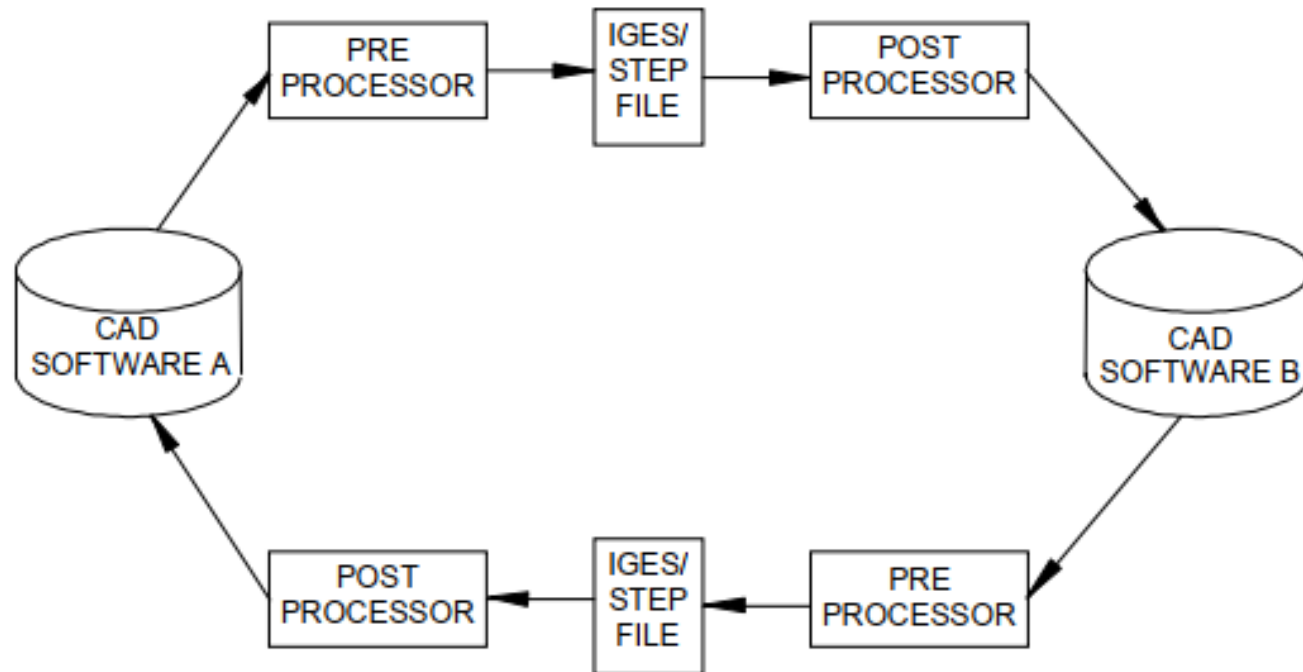 PRE
PROCESSOR
IGES/
STEP
FILE
POST
PROCESSOR
CAD
SOFTWARE A
CAD
SOFTWARE B
POST
PROCESSOR
IGES/
STEP
FILE
PRE
PROCESSOR